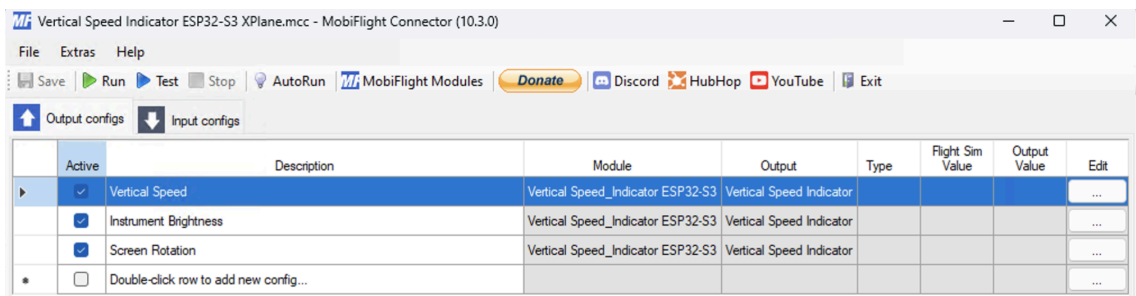 MF Vertical Speed Indicator ESP32-S3 XPlane.mcc - MobiFlight Connector (10.3.0)
File Extras Help
Save Run Test Stop AutoRun MF MobiFlight Modules Donate Discord HubHop YouTube Exit
Output configs Input configs
Active Description Module Output Type Flight Sim Value Output Value Edit
Vertical Speed Vertical Speed_Indicator ESP32-S3 Vertical Speed Indicator ...
Instrument Brightness Vertical Speed_Indicator ESP32-S3 Vertical Speed Indicator ...
Screen Rotation Vertical Speed_Indicator ESP32-S3 Vertical Speed Indicator ...
Double-click row to add new config... ...